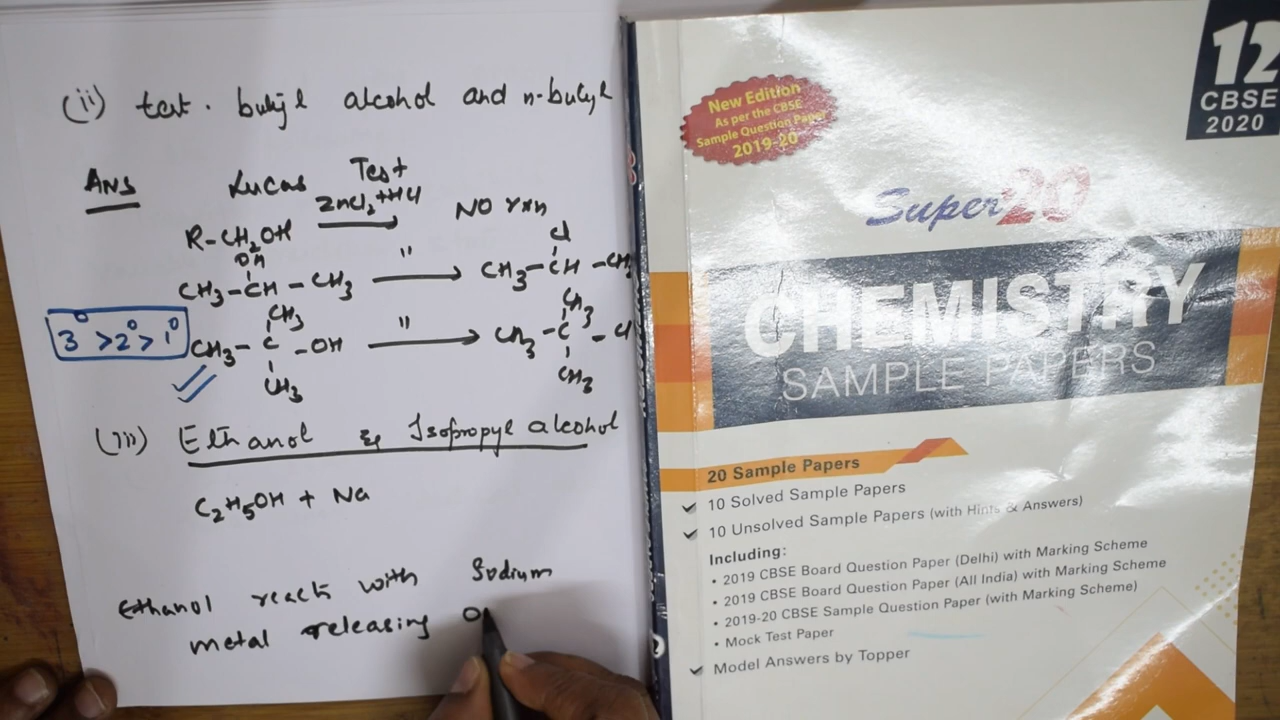 (ii) tert. butyl alcohol and n-butyl
Ans Lucas Test
R-CH2OH ZnCl2+HCl NO rxn
OH Cl
CH3-CH-CH3 " CH3-CH-CH3
CH3 CH3
3° >2° >1° CH3-C-OH " CH3-C-Cl
CH3 CH3
(iii) Ethanol & Isopropyl alcohol
C2H5OH + Na
Ethanol reacts with Sodium
metal releasing
12
CBSE
2020
New Edition
As per the CBSE
Sample Question Paper
2019-20
Super20
CHEMISTRY
SAMPLE PAPERS
20 Sample Papers
10 Solved Sample Papers
10 Unsolved Sample Papers (with Hints & Answers)
Including:
• 2019 CBSE Board Question Paper (Delhi) with Marking Scheme
• 2019 CBSE Board Question Paper (All India) with Marking Scheme
• 2019-20 CBSE Sample Question Paper (with Marking Scheme)
• Mock Test Paper
Model Answers by Topper